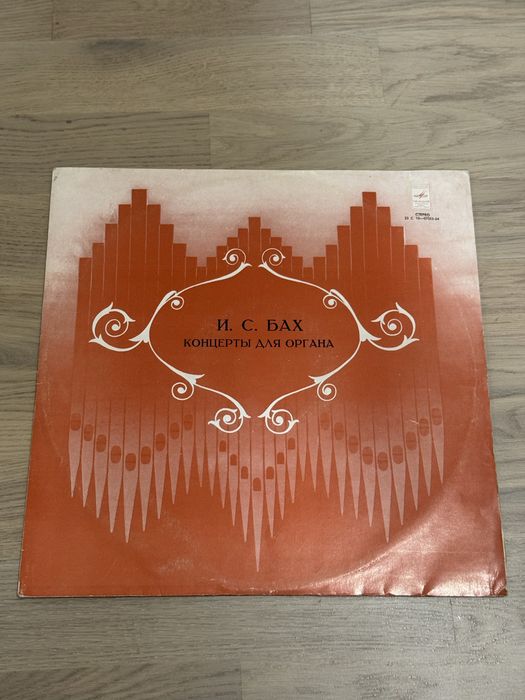 СТЕРЕО
И. С. БАХ
КОНЦЕРТЫ ДЛЯ ОРГАНА